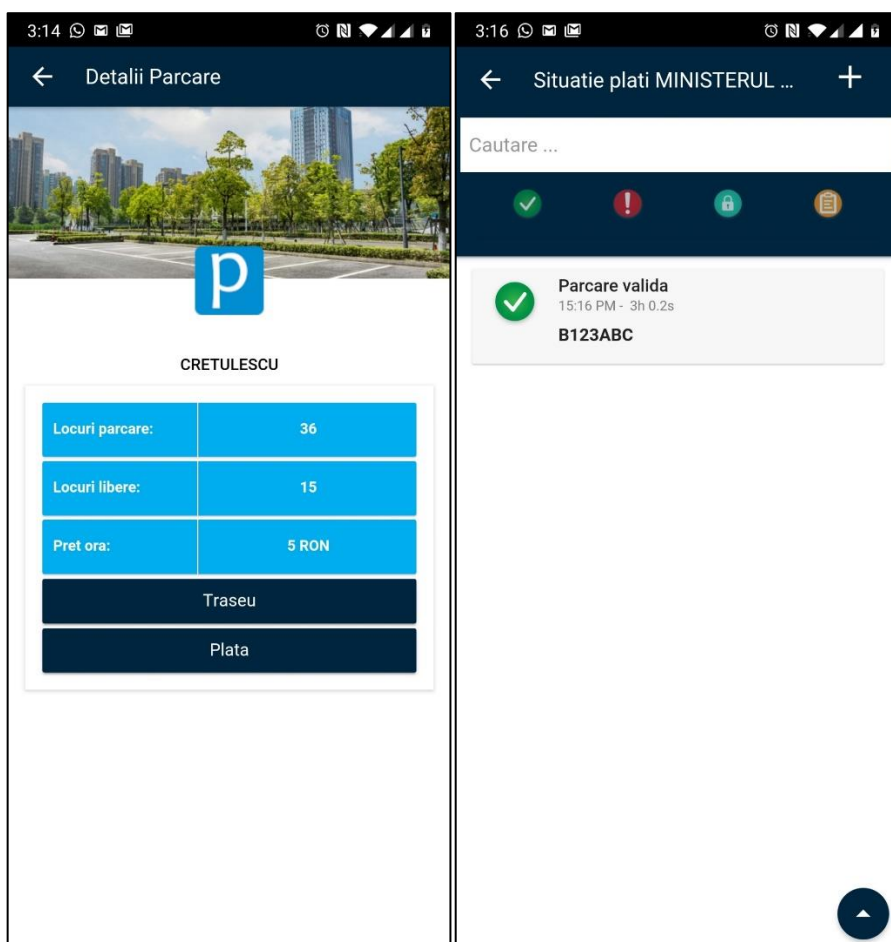 3:14
Detalii Parcare
p
CRETULESCU
Locuri parcare: 36
Locuri libere: 15
Pret ora: 5 RON
Traseu
Plata
3:16
Situatie plati MINISTERUL ...
Cautare ...
Parcare valida
15:16 PM - 3h 0.2s
B123ABC